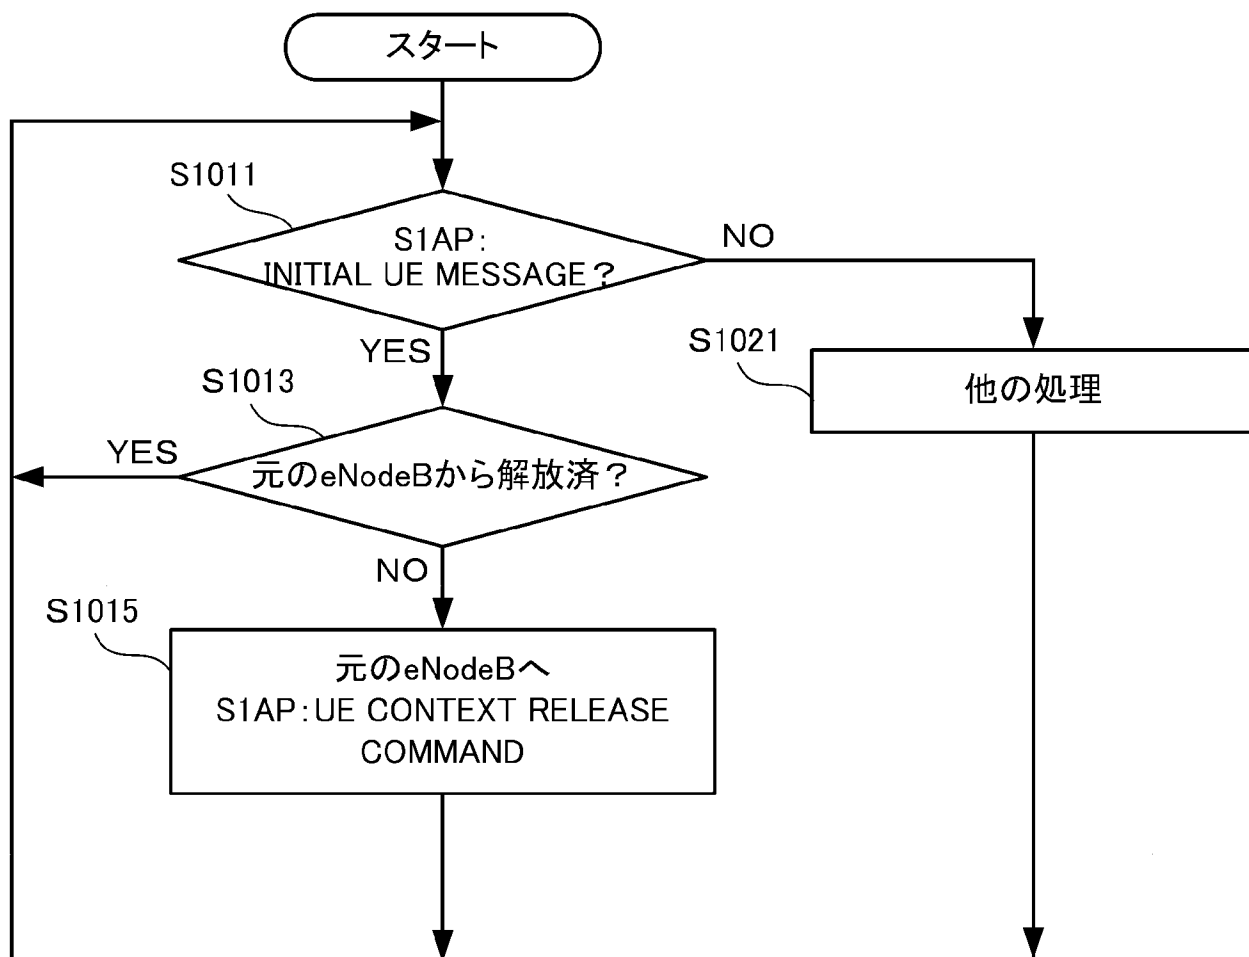 スタート
S1011
S1AP:
INITIAL UE MESSAGE？
NO
YES
S1021
他の処理
S1013
YES
元のeNodeBから解放済？
NO
S1015
元のeNodeBへ
S1AP:UE CONTEXT RELEASE
COMMAND